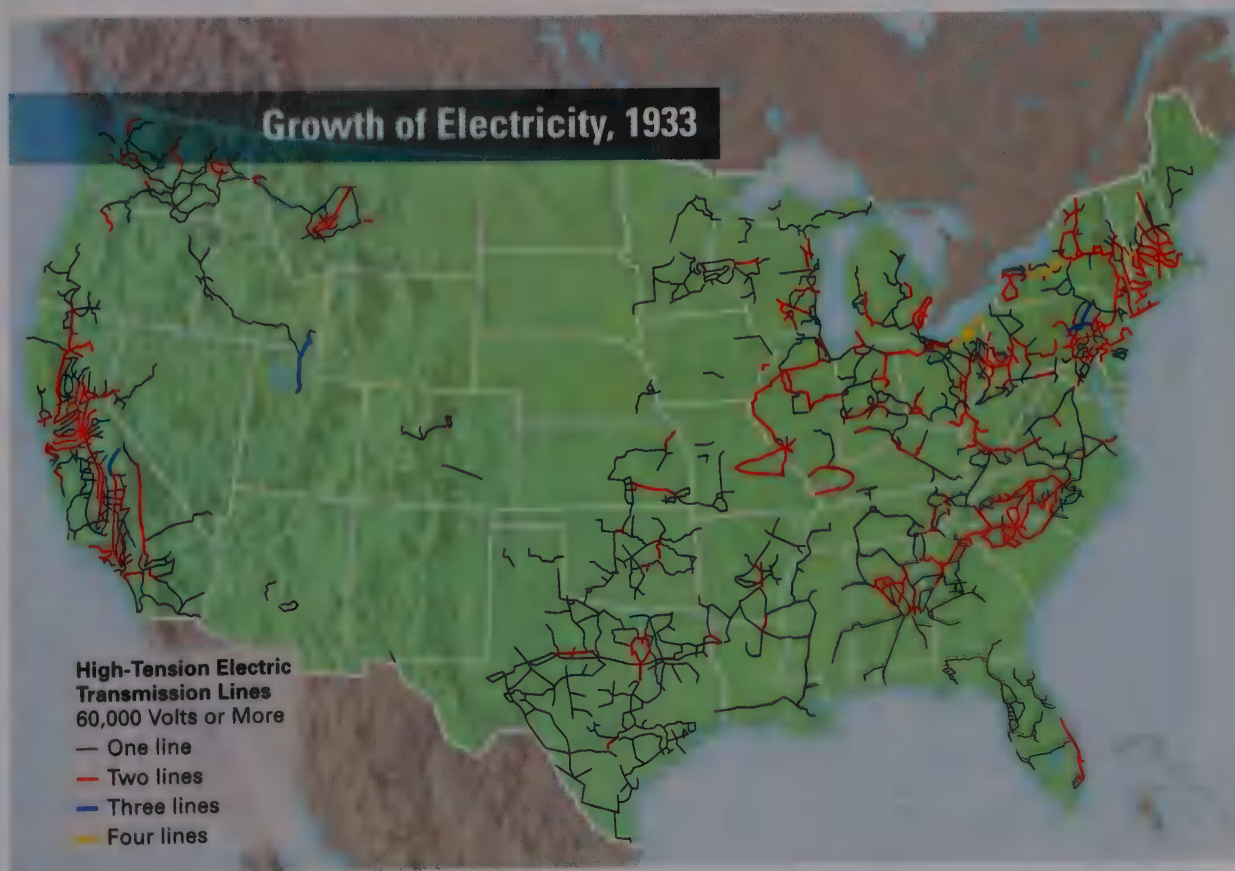 Growth of Electricity, 1933
High-Tension Electric
Transmission Lines
60,000 Volts or More
One line
Two lines
Three lines
Four lines